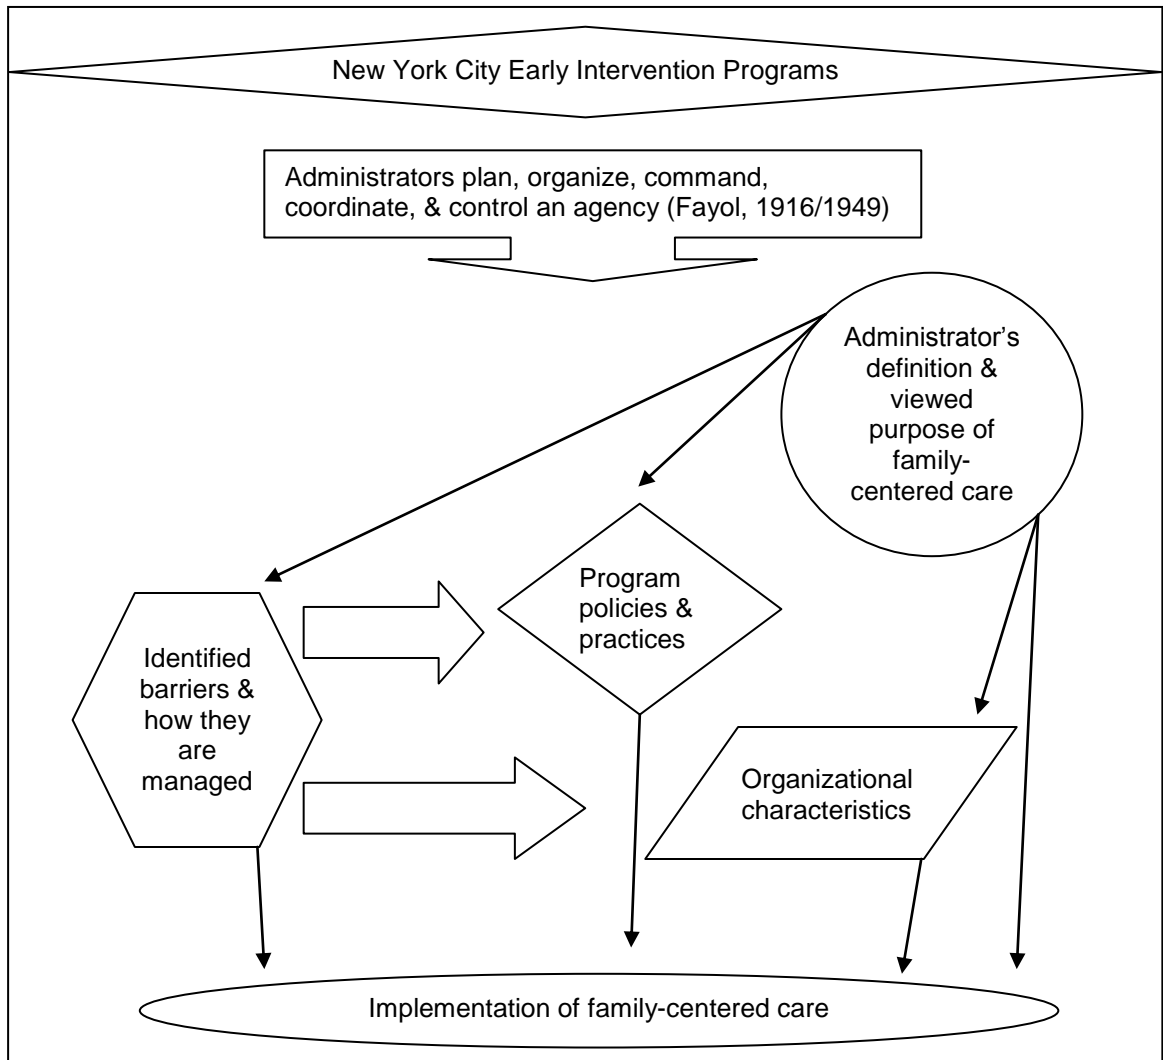 New York City Early Intervention Programs
Administrators plan, organize, command,
coordinate, & control an agency (Fayol, 1916/1949)
Administrator’s
definition &
viewed
purpose of
family-
centered care
Program
policies &
practices
Identified
barriers &
how they
are
managed
Organizational
characteristics
Implementation of family-centered care